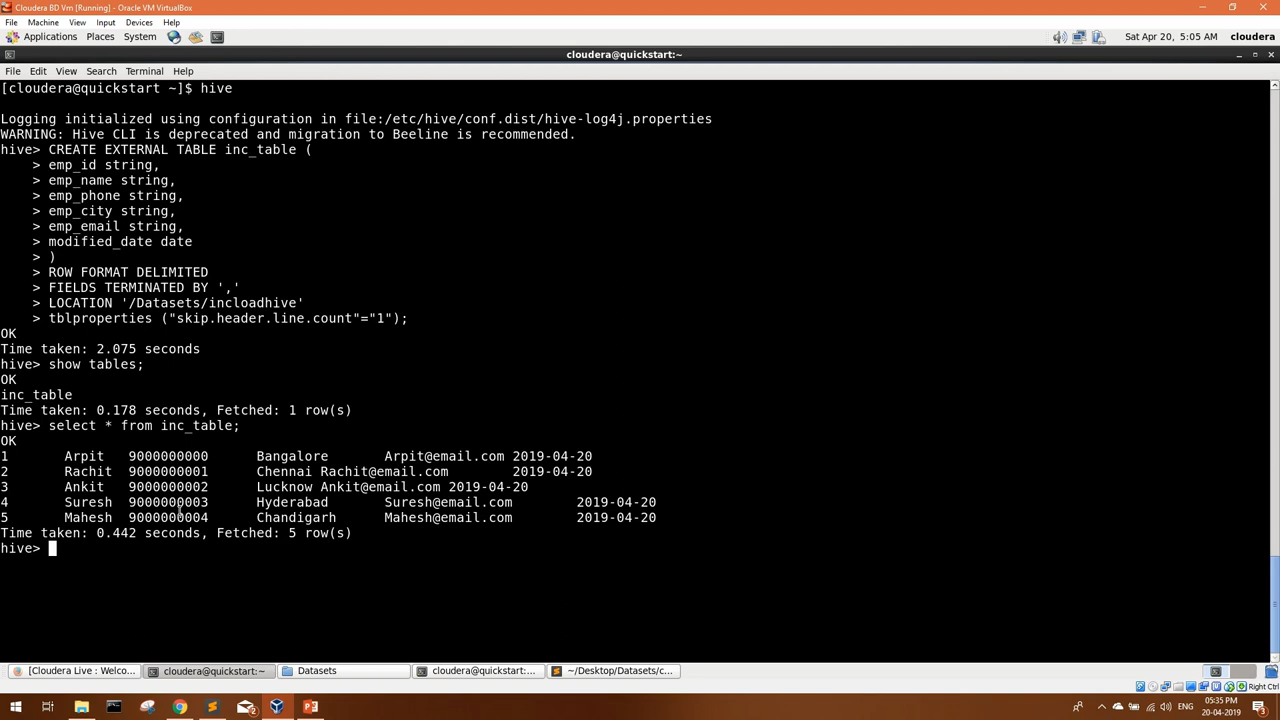 Cloudera BD Vm [Running] - Oracle VM VirtualBox
File Machine View Input Devices Help
Applications Places System Sat Apr 20, 5:05 AM cloudera
cloudera@quickstart:~
File Edit View Search Terminal Help
[cloudera@quickstart ~]$ hive
Logging initialized using configuration in file:/etc/hive/conf.dist/hive-log4j.properties
WARNING: Hive CLI is deprecated and migration to Beeline is recommended.
hive> CREATE EXTERNAL TABLE inc_table (
> emp_id string,
> emp_name string,
> emp_phone string,
> emp_city string,
> emp_email string,
> modified_date date
> )
> ROW FORMAT DELIMITED
> FIELDS TERMINATED BY ','
> LOCATION '/Datasets/incloadhive'
> tblproperties ("skip.header.line.count"="1");
OK
Time taken: 2.075 seconds
hive> show tables;
OK
inc_table
Time taken: 0.178 seconds, Fetched: 1 row(s)
hive> select * from inc_table;
OK
1 Arpit 9000000000 Bangalore Arpit@email.com 2019-04-20
2 Rachit 9000000001 Chennai Rachit@email.com 2019-04-20
3 Ankit 9000000002 Lucknow Ankit@email.com 2019-04-20
4 Suresh 9000000003 Hyderabad Suresh@email.com 2019-04-20
5 Mahesh 9000000004 Chandigarh Mahesh@email.com 2019-04-20
Time taken: 0.442 seconds, Fetched: 5 row(s)
hive>
[Cloudera Live : Welco... cloudera@quickstart:~ Datasets cloudera@quickstart:... ~/Desktop/Datasets/c...
Right Ctrl
ENG 05:35 PM
20-04-2019